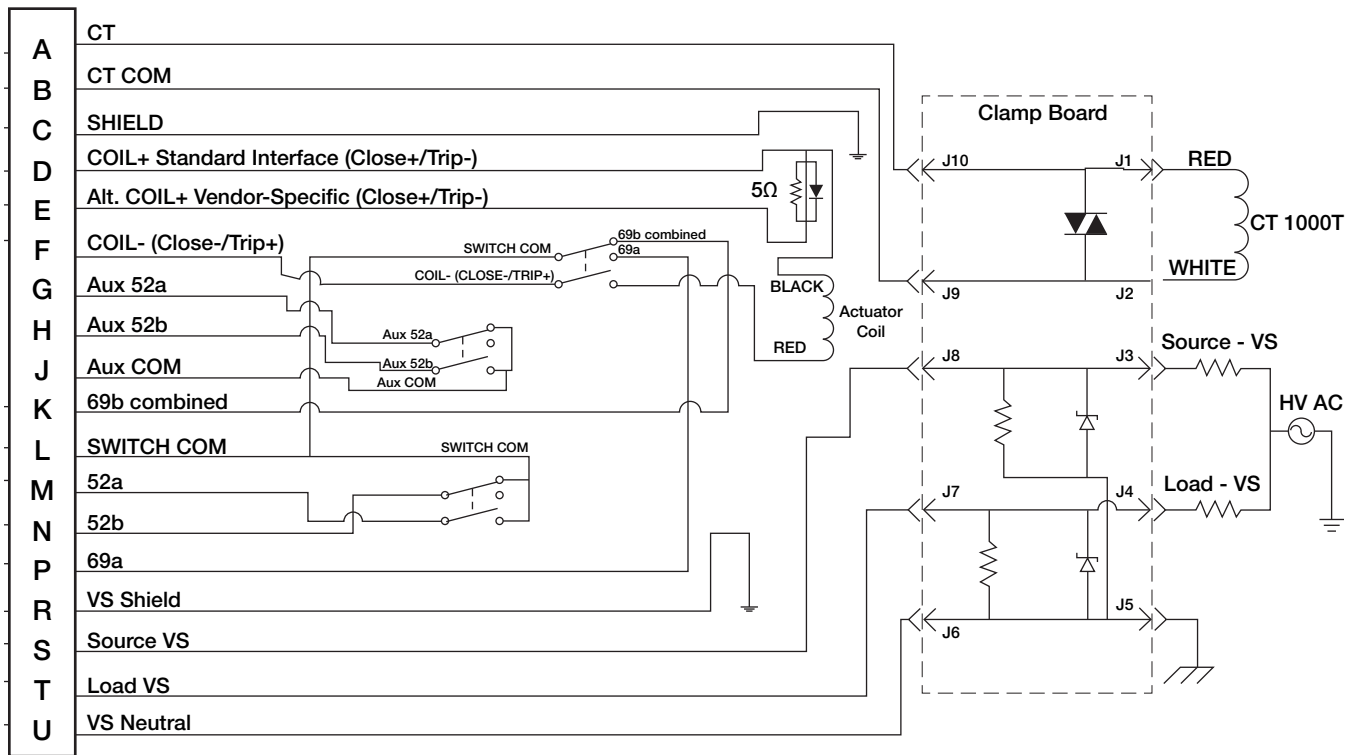 A
CT
B
CT COM
C
SHIELD
D
COIL+ Standard Interface (Close+/Trip-)
E
Alt. COIL+ Vendor-Specific (Close+/Trip-)
F
COIL- (Close-/Trip+)
G
Aux 52a
H
Aux 52b
J
Aux COM
K
69b combined
L
SWITCH COM
M
52a
N
52b
P
69a
R
VS Shield
S
Source VS
T
Load VS
U
VS Neutral
5Ω
SWITCH COM
69b combined
69a
COIL- (CLOSE-/TRIP+)
BLACK
Actuator
Coil
RED
Aux 52a
Aux 52b
Aux COM
SWITCH COM
Clamp Board
J10
J1
RED
CT 1000T
WHITE
J9
J2
J8
J3
Source - VS
HV AC
J7
J4
Load - VS
J6
J5